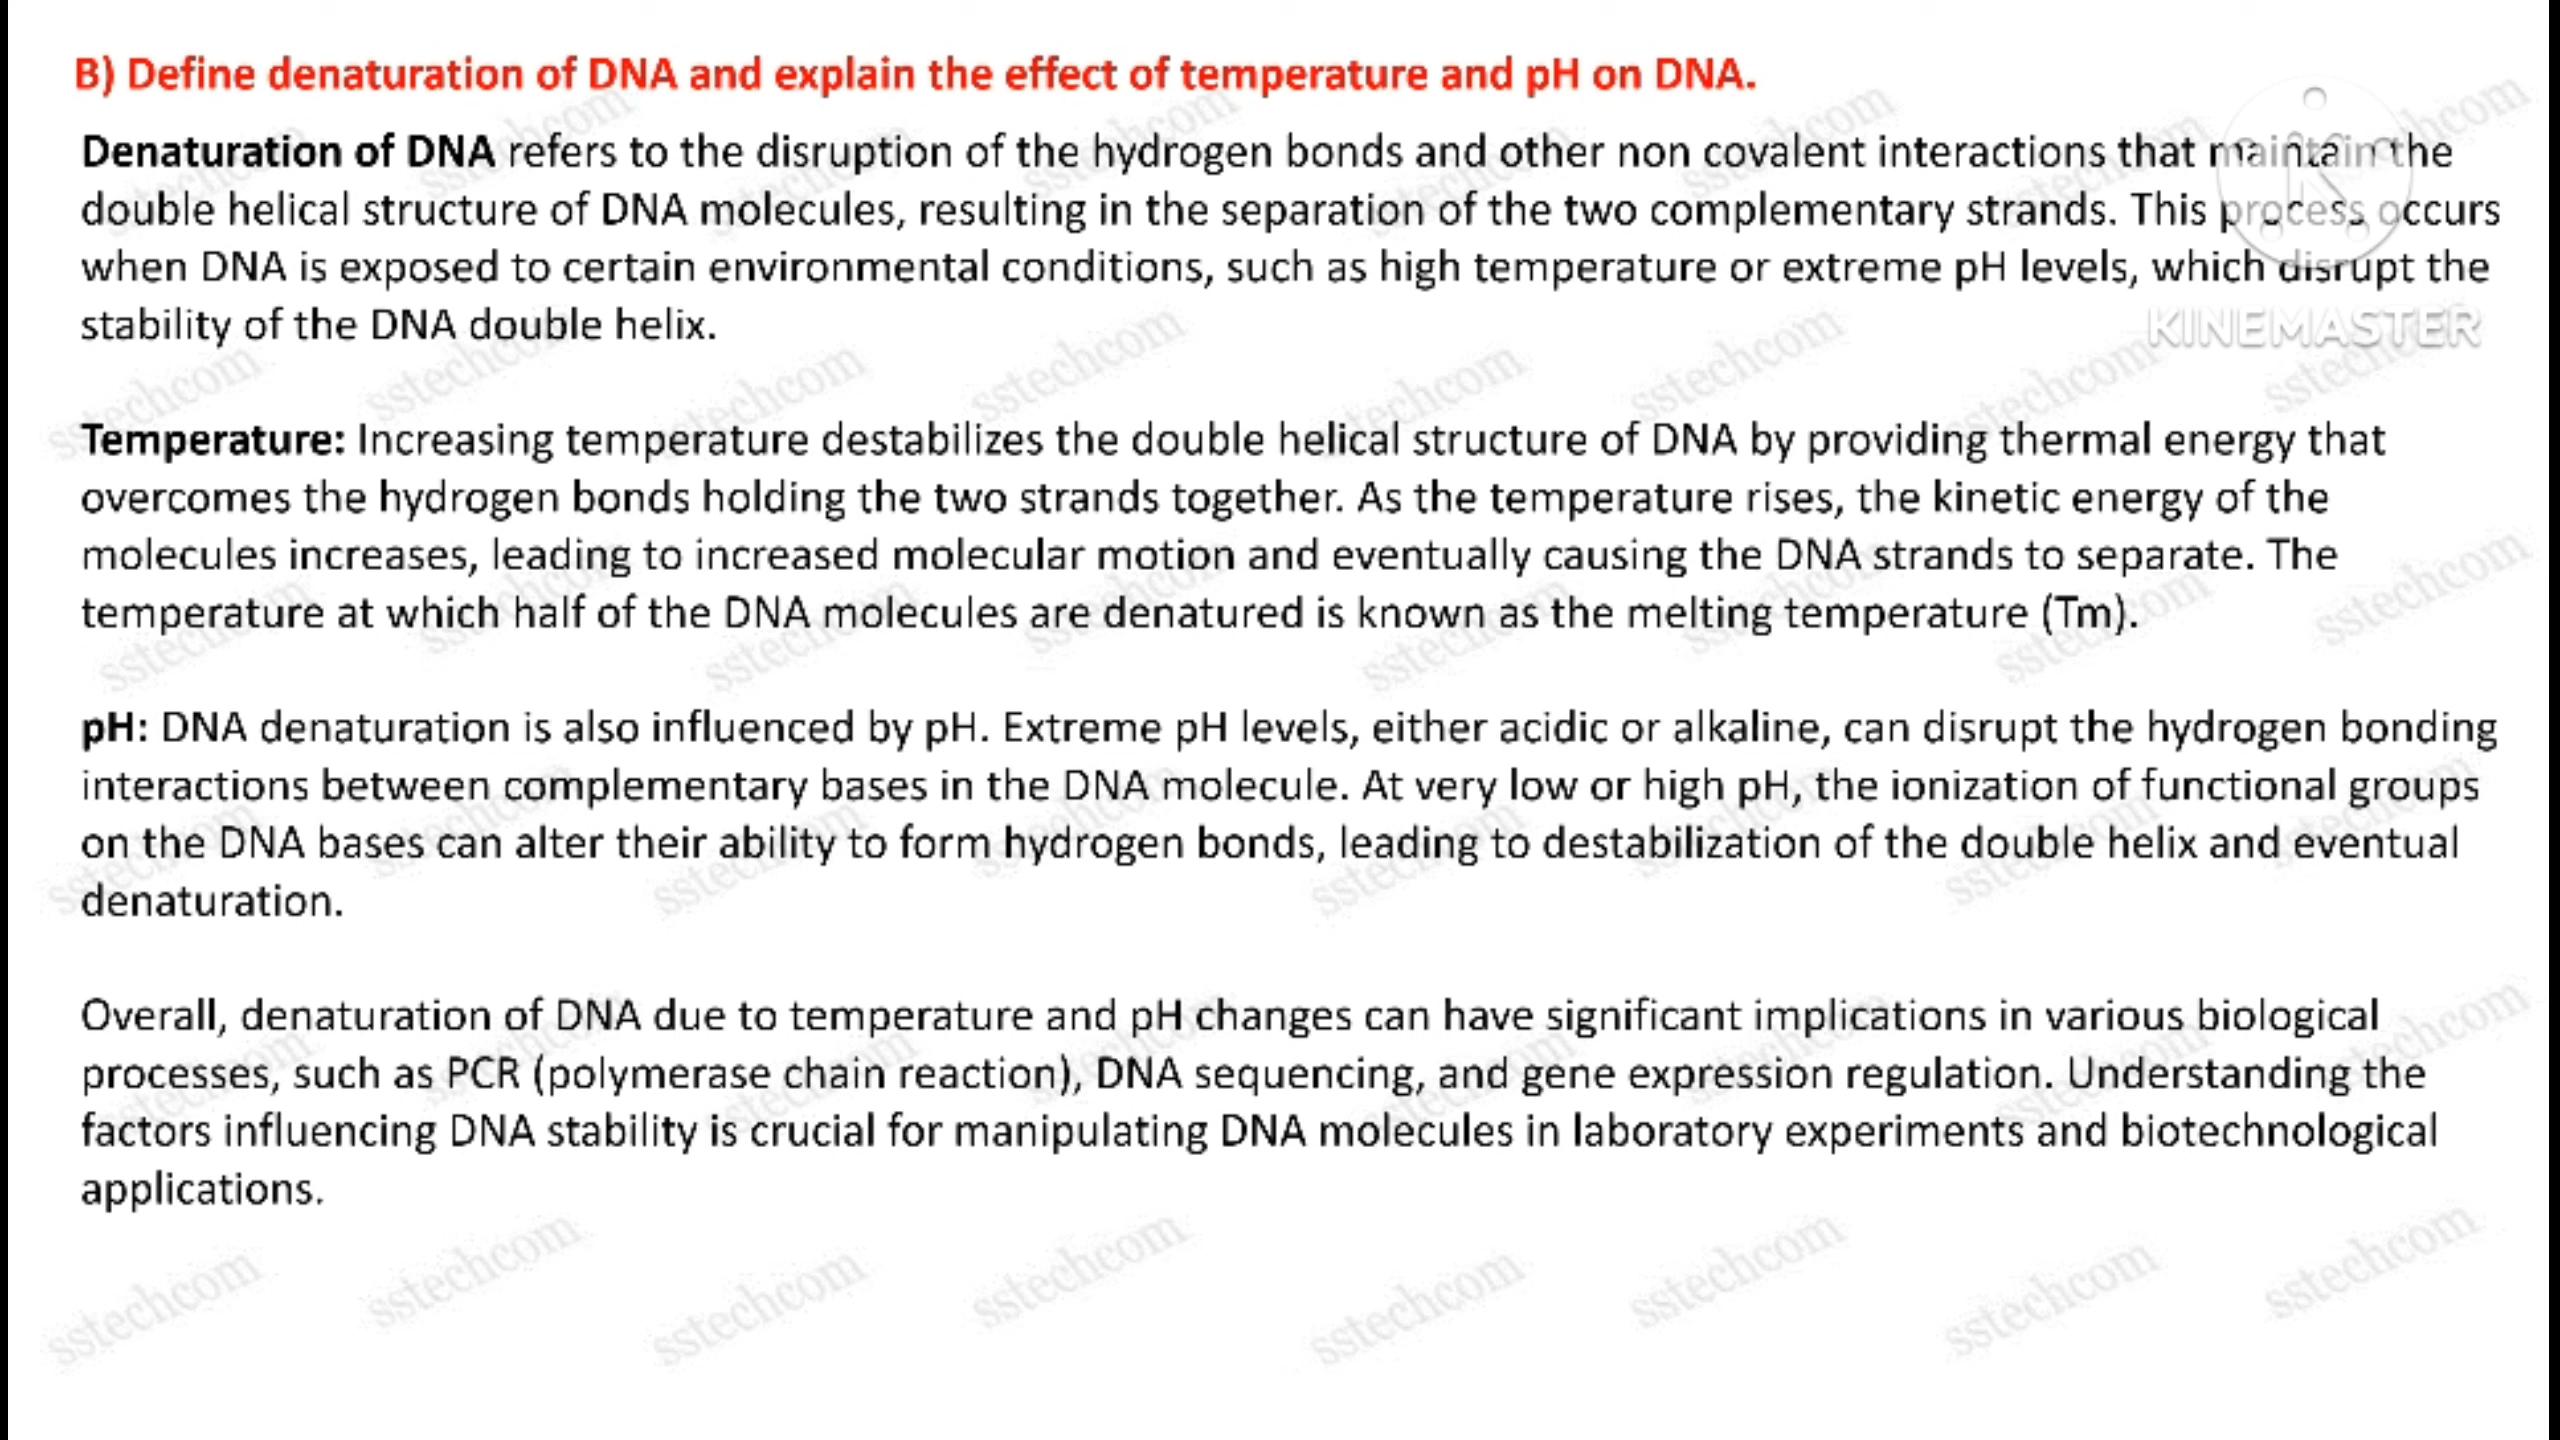 B) Define denaturation of DNA and explain the effect of temperature and pH on DNA.
Denaturation of DNA refers to the disruption of the hydrogen bonds and other non covalent interactions that maintain the
double helical structure of DNA molecules, resulting in the separation of the two complementary strands. This process occurs
when DNA is exposed to certain environmental conditions, such as high temperature or extreme pH levels, which disrupt the
stability of the DNA double helix.
KINEMASTER
Temperature: Increasing temperature destabilizes the double helical structure of DNA by providing thermal energy that
overcomes the hydrogen bonds holding the two strands together. As the temperature rises, the kinetic energy of the
molecules increases, leading to increased molecular motion and eventually causing the DNA strands to separate. The
temperature at which half of the DNA molecules are denatured is known as the melting temperature (Tm).
pH: DNA denaturation is also influenced by pH. Extreme pH levels, either acidic or alkaline, can disrupt the hydrogen bonding
interactions between complementary bases in the DNA molecule. At very low or high pH, the ionization of functional groups
on the DNA bases can alter their ability to form hydrogen bonds, leading to destabilization of the double helix and eventual
denaturation.
Overall, denaturation of DNA due to temperature and pH changes can have significant implications in various biological
processes, such as PCR (polymerase chain reaction), DNA sequencing, and gene expression regulation. Understanding the
factors influencing DNA stability is crucial for manipulating DNA molecules in laboratory experiments and biotechnological
applications.
sstechcom sstechcom sstechcom sstechcom sstechcom sstechcom sstechcom sstechcom